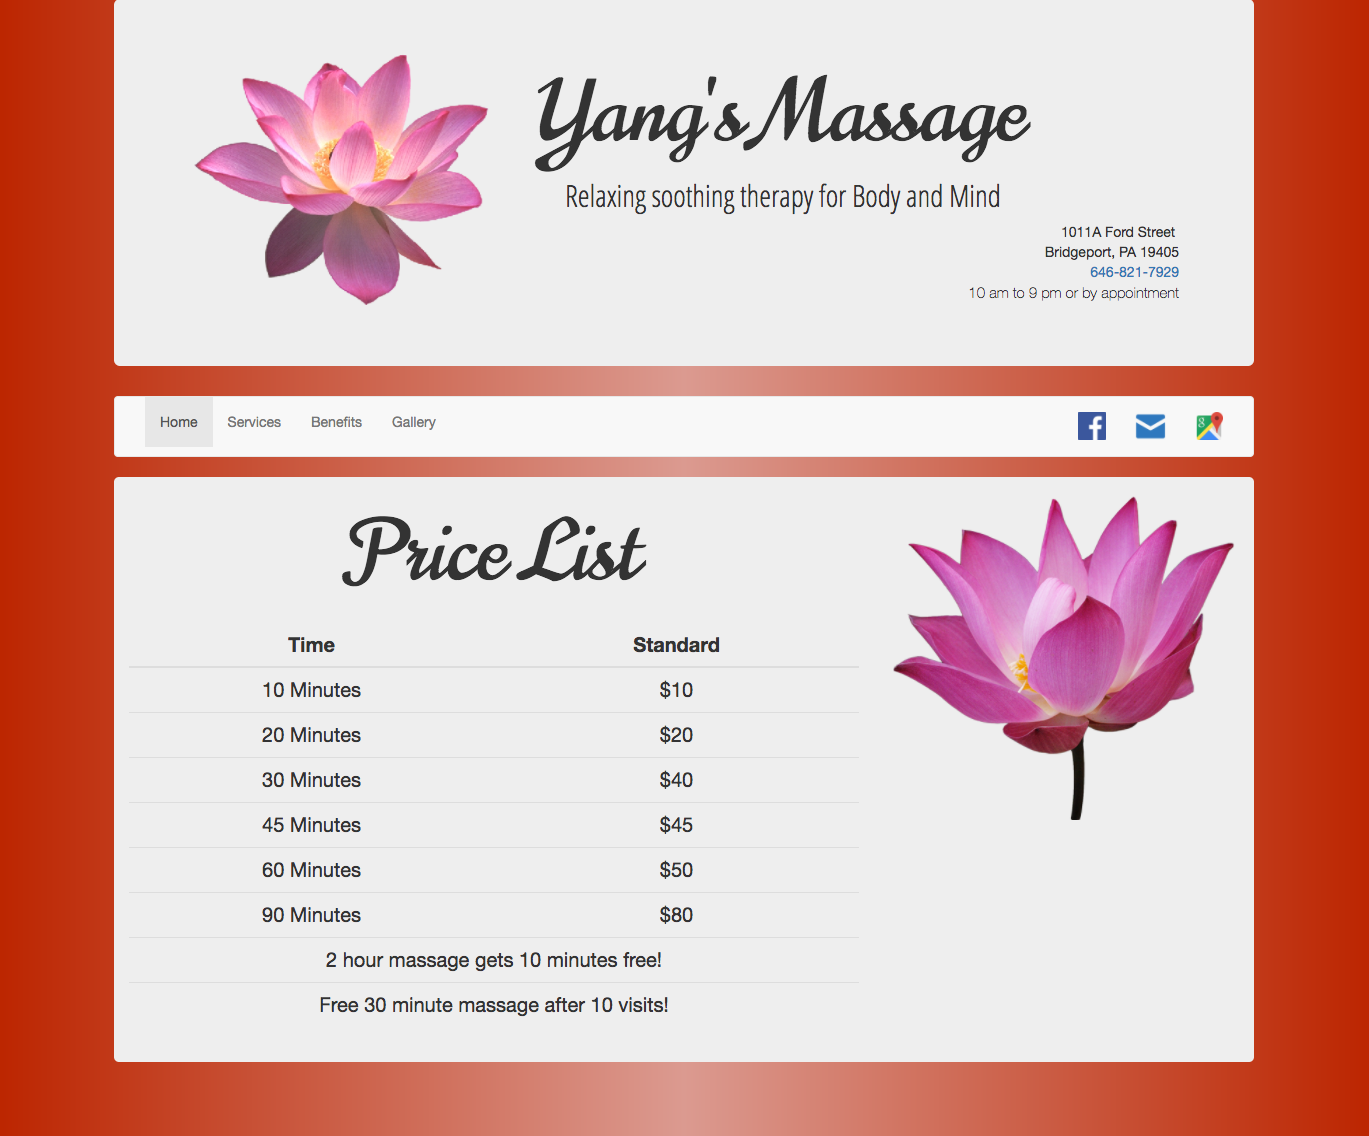 Yang's Massage
Relaxing soothing therapy for Body and Mind
1011A Ford Street
Bridgeport, PA 19405
646-821-7929
10 am to 9 pm or by appointment
Home Services Benefits Gallery
Price List
Time Standard
10 Minutes $10
20 Minutes $20
30 Minutes $40
45 Minutes $45
60 Minutes $50
90 Minutes $80
2 hour massage gets 10 minutes free!
Free 30 minute massage after 10 visits!